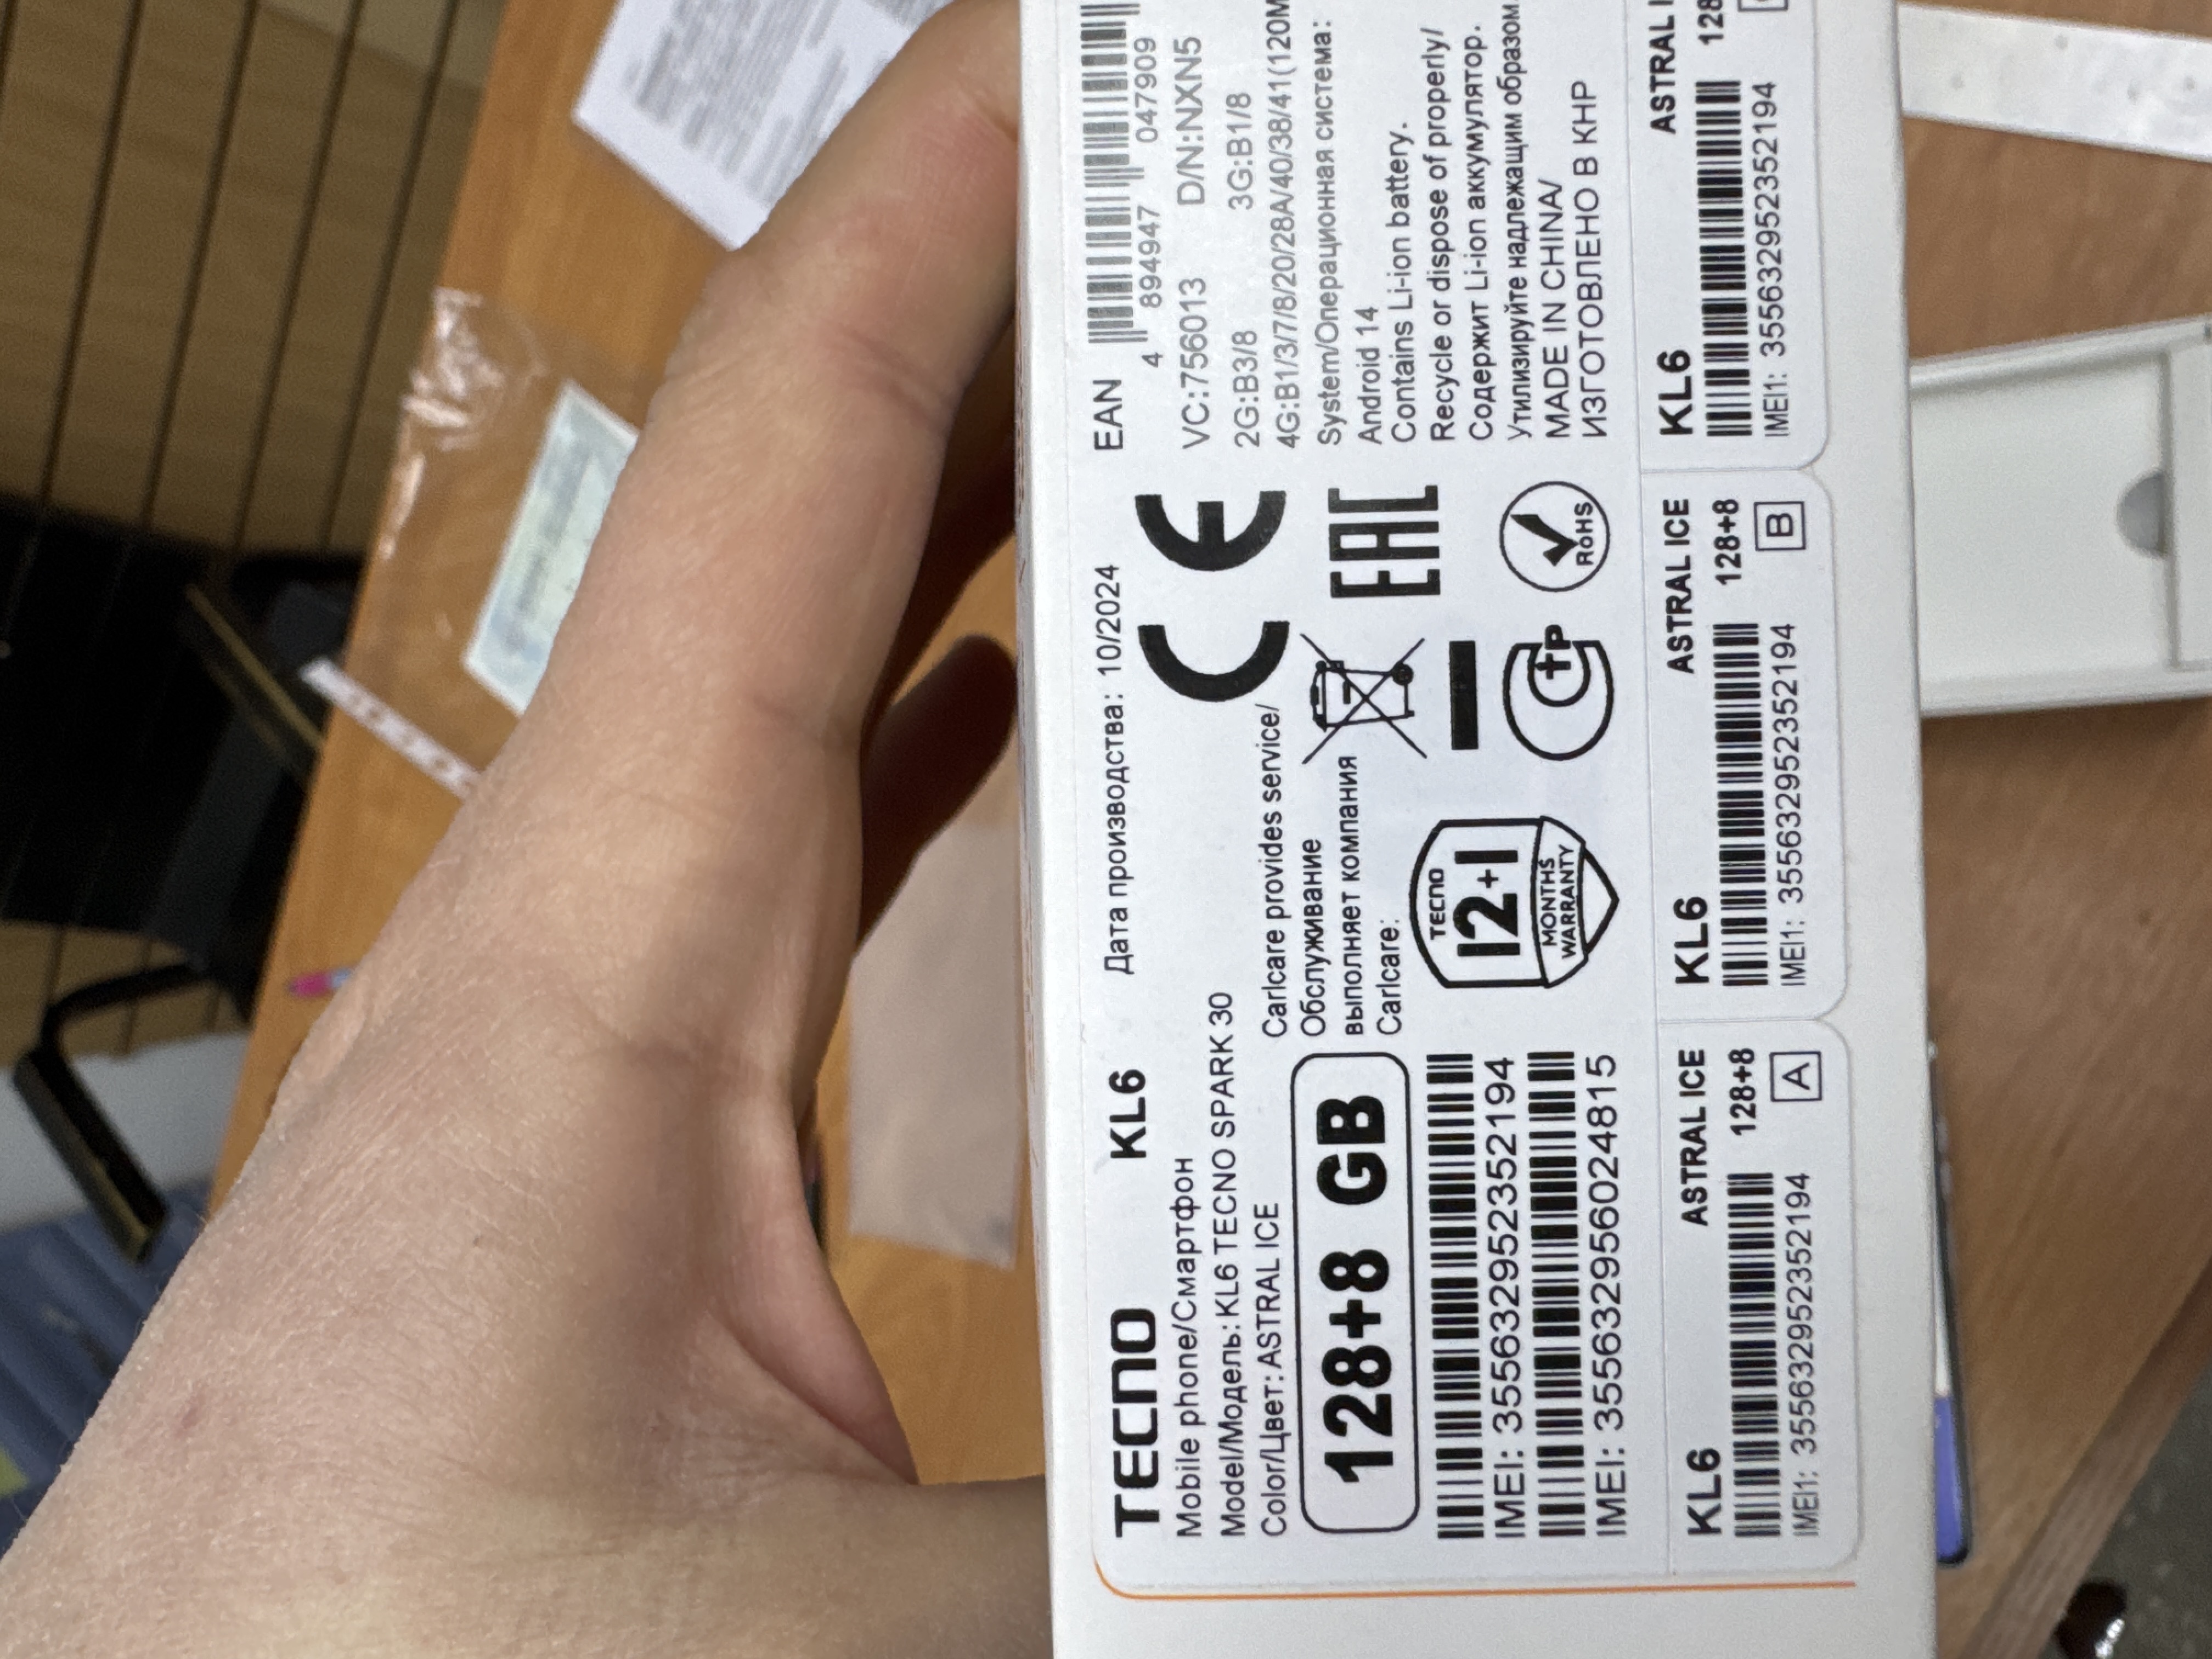 TECNO KL6
Mobile phone/Смартфон
Model/Модель: KL6 TECNO SPARK 30
Color/Цвет: ASTRAL ICE
128+8 GB
IMEI: 355632952352194
IMEI: 355632956024815
Дата производства: 10/2024
CE
Carlcare provides service/
Обслуживание
выполняет компания
Carlcare:
TECNO
12+1
MONTHS
WARRANTY
EAC
CTP
ROHS
EAN
4 894947 047909
VC:756013 D/N:NXN5
2G:B3/8 3G:B1/8
4G:B1/3/7/8/20/28A/40/38/41(120M
System/Операционная система:
Android 14
Contains Li-ion battery.
Recycle or dispose of properly/
Содержит Li-ion аккумулятор.
Утилизируйте надлежащим образом.
MADE IN CHINA/
ИЗГОТОВЛЕНО В КНР
KL6 ASTRAL ICE
128+8
IMEI1: 355632952352194 A
KL6 ASTRAL ICE
128+8
IMEI1: 355632952352194 B
KL6 ASTRAL I
128
IMEI1: 355632952352194